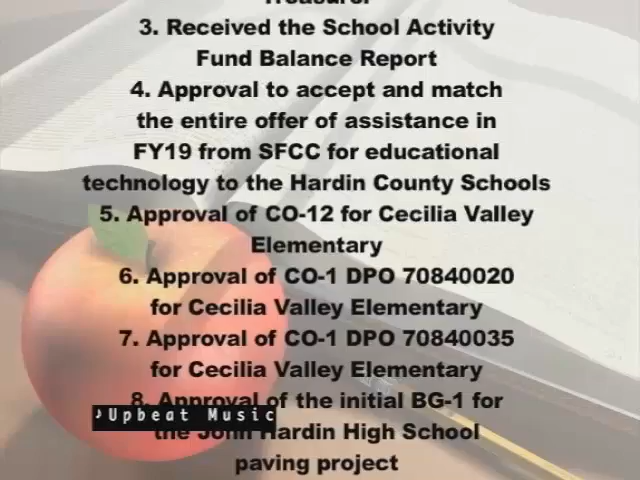 Treasurer
3. Received the School Activity
Fund Balance Report
4. Approval to accept and match
the entire offer of assistance in
FY19 from SFCC for educational
technology to the Hardin County Schools
5. Approval of CO-12 for Cecilia Valley
Elementary
6. Approval of CO-1 DPO 70840020
for Cecilia Valley Elementary
7. Approval of CO-1 DPO 70840035
for Cecilia Valley Elementary
8. Approval of the initial BG-1 for
♪Upbeat Music
the John Hardin High School
paving project